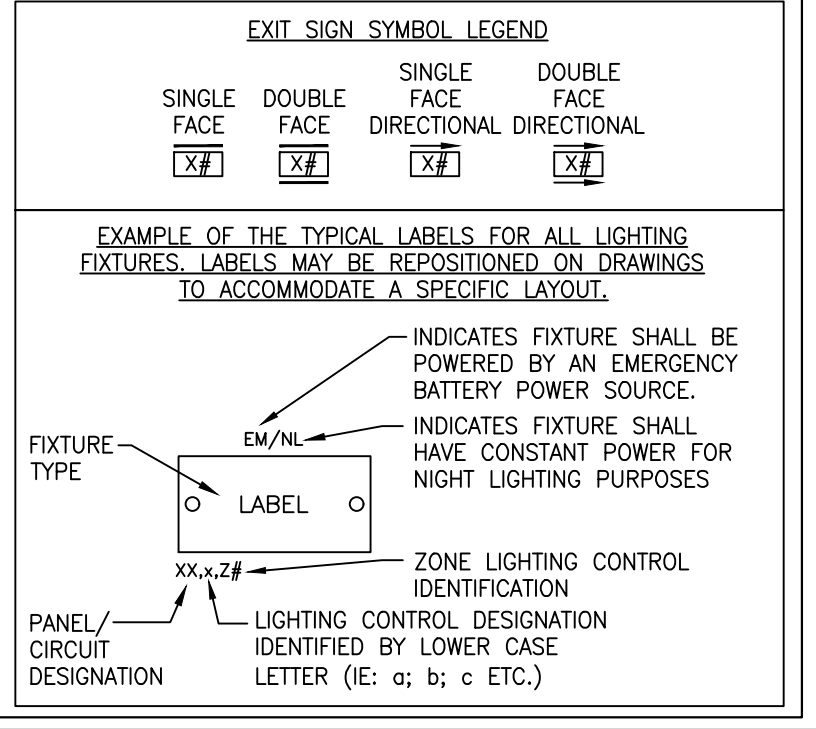 EXIT SIGN SYMBOL LEGEND
SINGLE
FACE
X#
DOUBLE
FACE
X#
SINGLE
FACE
DIRECTIONAL
X#
DOUBLE
FACE
DIRECTIONAL
X#
EXAMPLE OF THE TYPICAL LABELS FOR ALL LIGHTING
FIXTURES. LABELS MAY BE REPOSITIONED ON DRAWINGS
TO ACCOMMODATE A SPECIFIC LAYOUT.
INDICATES FIXTURE SHALL BE
POWERED BY AN EMERGENCY
BATTERY POWER SOURCE.
EM/NL
INDICATES FIXTURE SHALL
HAVE CONSTANT POWER FOR
NIGHT LIGHTING PURPOSES
FIXTURE
TYPE
LABEL
XX,x,Z#
ZONE LIGHTING CONTROL
IDENTIFICATION
PANEL/
CIRCUIT
DESIGNATION
LIGHTING CONTROL DESIGNATION
IDENTIFIED BY LOWER CASE
LETTER (IE: a; b; c ETC.)